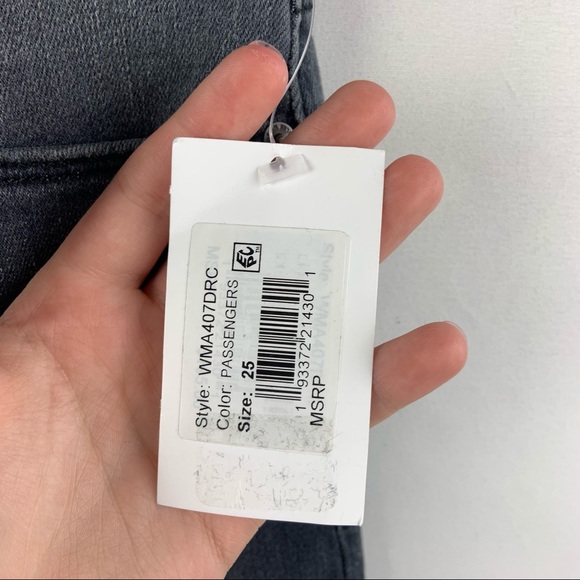 Style: WMA407DRC
Color: PASSENGERS
Size: 25
1 93372 21430 1
MSRP